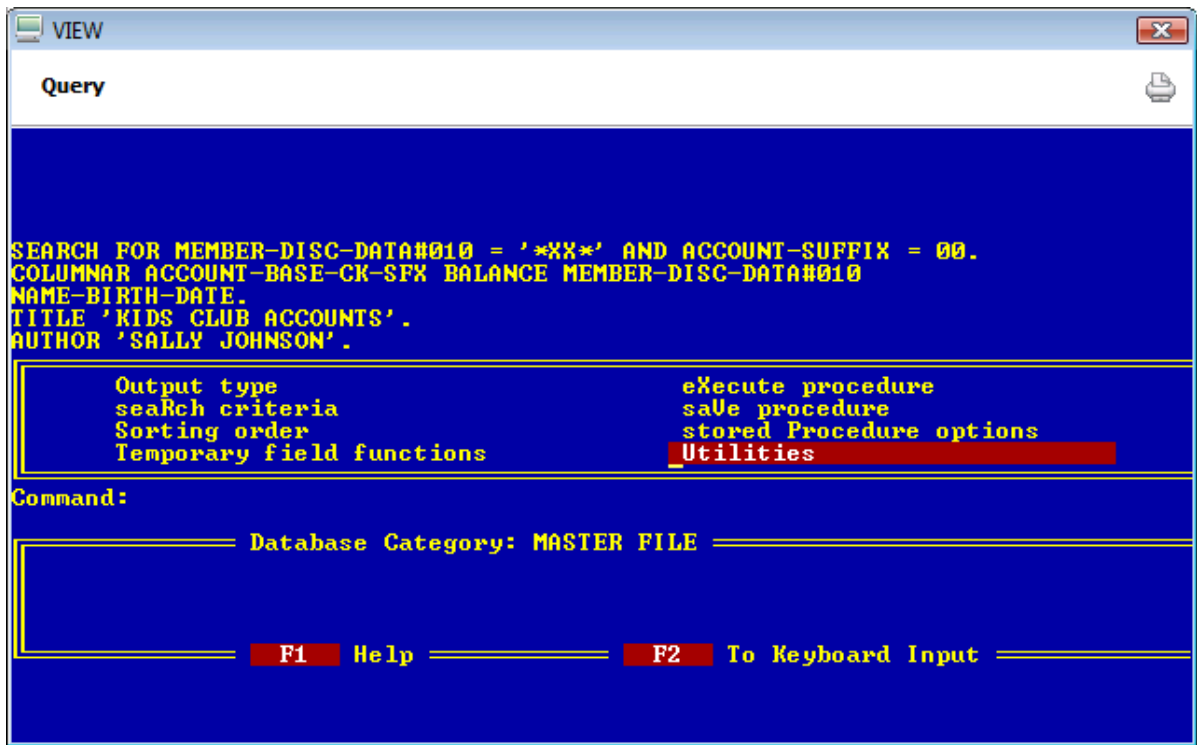 VIEW
Query
SEARCH FOR MEMBER-DISC-DATA#010 = '*XX*' AND ACCOUNT-SUFFIX = 00.
COLUMNAR ACCOUNT-BASE-CK-SFX BALANCE MEMBER-DISC-DATA#010
NAME-BIRTH-DATE.
TITLE 'KIDS CLUB ACCOUNTS'.
AUTHOR 'SALLY JOHNSON'.
Output type eXecute procedure
seaRch criteria saVe procedure
Sorting order stored Procedure options
Temporary field functions _Utilities
Command:
Database Category: MASTER FILE
F1 Help F2 To Keyboard Input